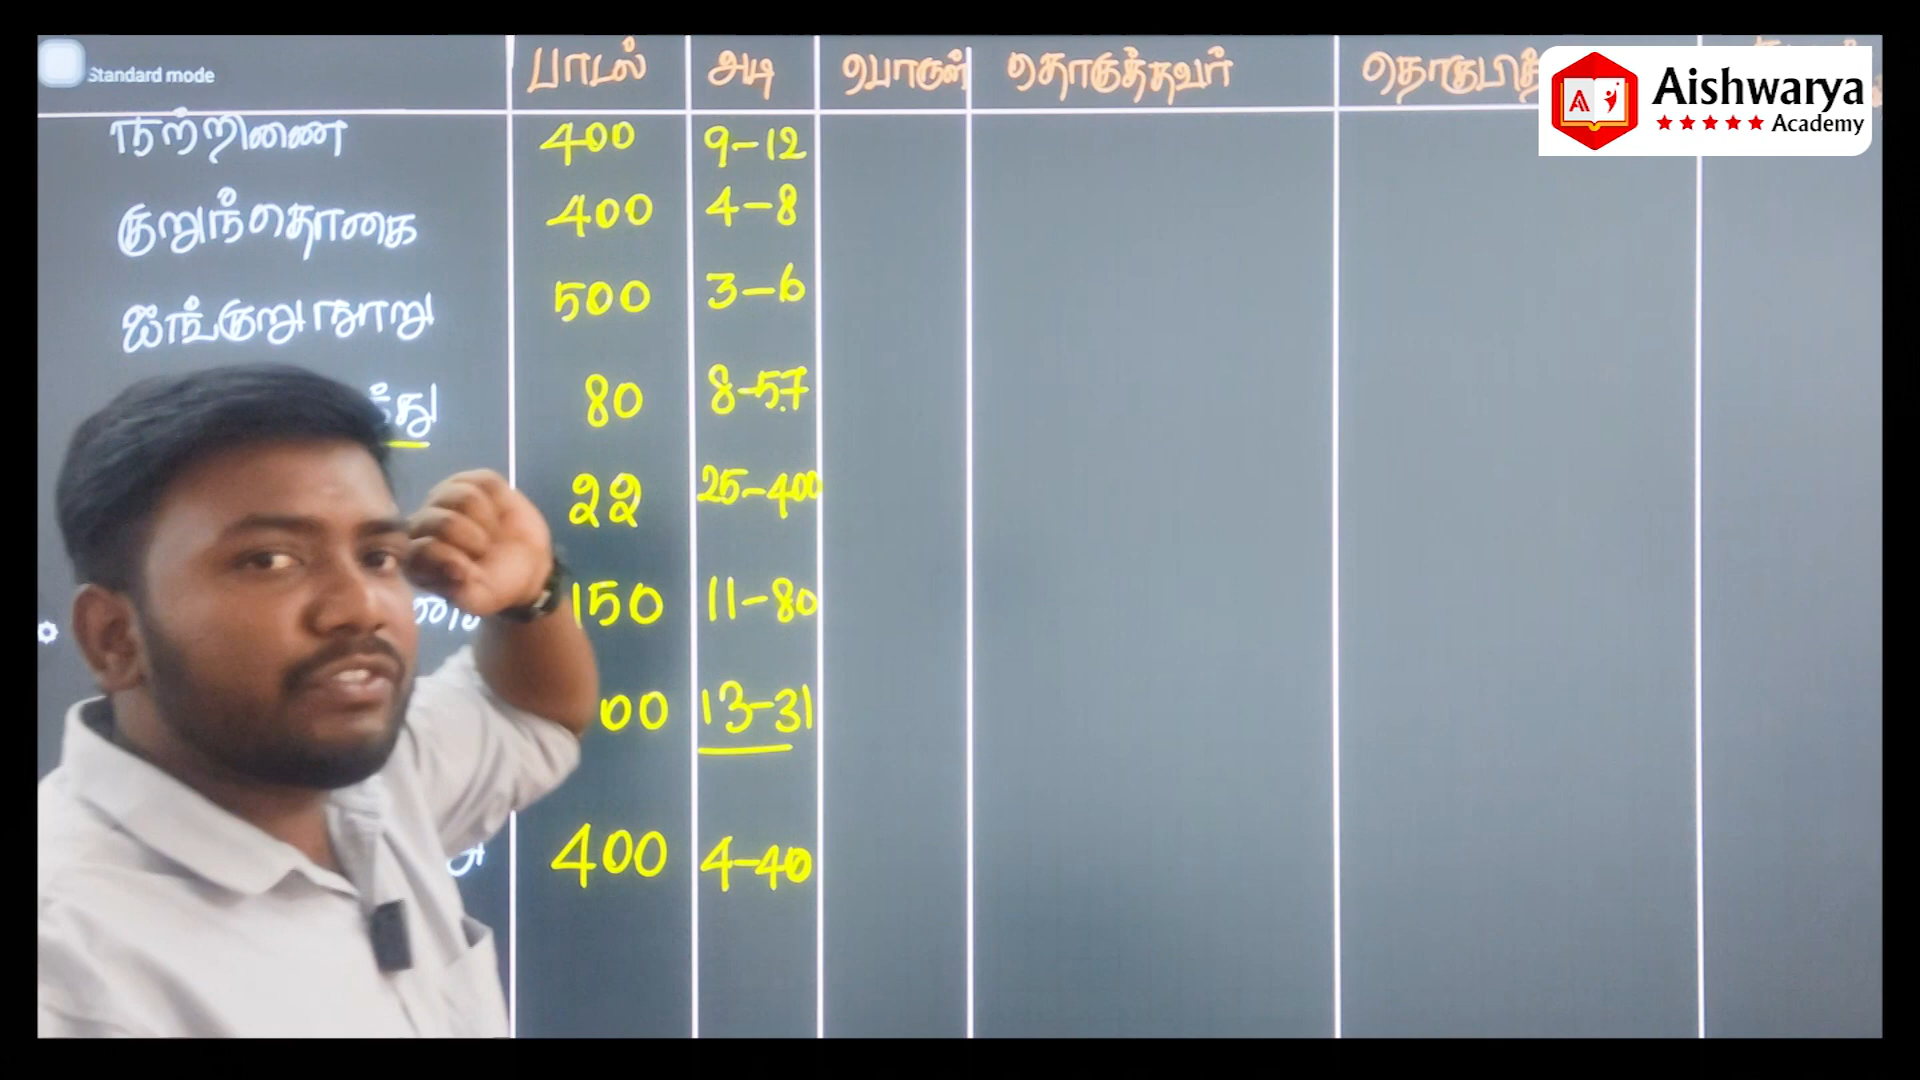 Standard mode
பாடல் அடி பொருள் தொகுத்தவர்
நற்றிணை 400 9-12
குறுந்தொகை 400 4-8
ஐங்குறுநூறு 500 3-6
80 8-57
22 25-400
150 11-80
00 13-31
400 4-40
Aishwarya
Academy